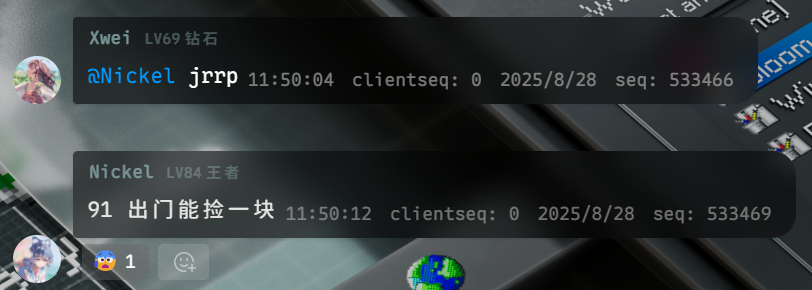 Xwei LV69 钻石
@Nickel jrrp 11:50:04 clientseq: 0 2025/8/28 seq: 533466
Nickel LV84 王者
91 出门能捡一块 11:50:12 clientseq: 0 2025/8/28 seq: 533469
😰 1